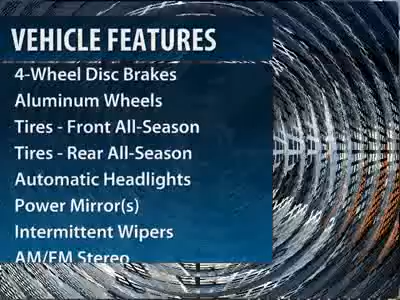 VEHICLE FEATURES
4-Wheel Disc Brakes
Aluminum Wheels
Tires - Front All-Season
Tires - Rear All-Season
Automatic Headlights
Power Mirror(s)
Intermittent Wipers
AM/FM Stereo